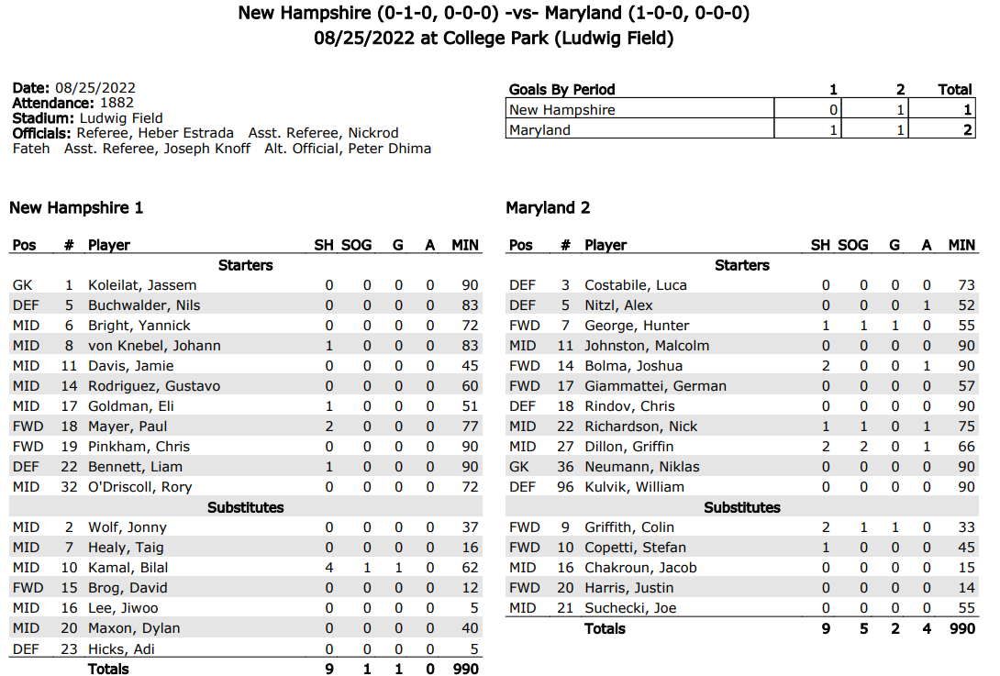 New Hampshire (0-1-0, 0-0-0) -vs- Maryland (1-0-0, 0-0-0)
08/25/2022 at College Park (Ludwig Field)
Date: 08/25/2022
Attendance: 1882
Stadium: Ludwig Field
Officials: Referee, Heber Estrada Asst. Referee, Nickrod
Fateh Asst. Referee, Joseph Knoff Alt. Official, Peter Dhima
Goals By Period 1 2 Total
New Hampshire 0 1 1
Maryland 1 1 2
New Hampshire 1
Pos # Player SH SOG G A MIN
Starters
GK 1 Koleilat, Jassem 0 0 0 0 90
DEF 5 Buchwalder, Nils 0 0 0 0 83
MID 6 Bright, Yannick 0 0 0 0 72
MID 8 von Knebel, Johann 1 0 0 0 83
MID 11 Davis, Jamie 0 0 0 0 45
MID 14 Rodriguez, Gustavo 0 0 0 0 60
MID 17 Goldman, Eli 1 0 0 0 51
FWD 18 Mayer, Paul 2 0 0 0 77
FWD 19 Pinkham, Chris 0 0 0 0 90
DEF 22 Bennett, Liam 1 0 0 0 90
MID 32 O'Driscoll, Rory 0 0 0 0 72
Substitutes
MID 2 Wolf, Jonny 0 0 0 0 37
MID 7 Healy, Taig 0 0 0 0 16
MID 10 Kamal, Bilal 4 1 1 0 62
FWD 15 Brog, David 0 0 0 0 12
MID 16 Lee, Jiwoo 0 0 0 0 5
MID 20 Maxon, Dylan 0 0 0 0 40
DEF 23 Hicks, Adi 0 0 0 0 5
Totals 9 1 1 0 990
Maryland 2
Pos # Player SH SOG G A MIN
Starters
DEF 3 Costabile, Luca 0 0 0 0 73
DEF 5 Nitzl, Alex 0 0 0 1 52
FWD 7 George, Hunter 1 1 1 0 55
MID 11 Johnston, Malcolm 0 0 0 0 90
FWD 14 Bolma, Joshua 2 0 0 1 90
FWD 17 Giammattei, German 0 0 0 0 57
DEF 18 Rindov, Chris 0 0 0 0 90
MID 22 Richardson, Nick 1 1 0 1 75
MID 27 Dillon, Griffin 2 2 0 1 66
GK 36 Neumann, Niklas 0 0 0 0 90
DEF 96 Kulvik, William 0 0 0 0 90
Substitutes
FWD 9 Griffith, Colin 2 1 1 0 33
FWD 10 Copetti, Stefan 1 0 0 0 45
MID 16 Chakroun, Jacob 0 0 0 0 15
FWD 20 Harris, Justin 0 0 0 0 14
MID 21 Suchecki, Joe 0 0 0 0 55
Totals 9 5 2 4 990